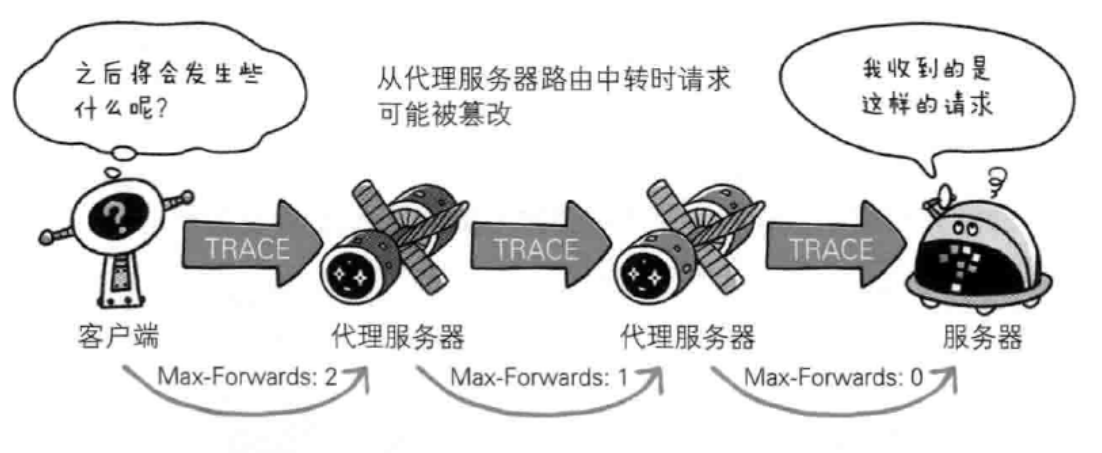 之后将会发生些
什么呢?
从代理服务器路由中转时请求
可能被篡改
我收到的是
这样的请求
?
TRACE
TRACE
TRACE
客户端
代理服务器
代理服务器
服务器
Max-Forwards: 2
Max-Forwards: 1
Max-Forwards: 0